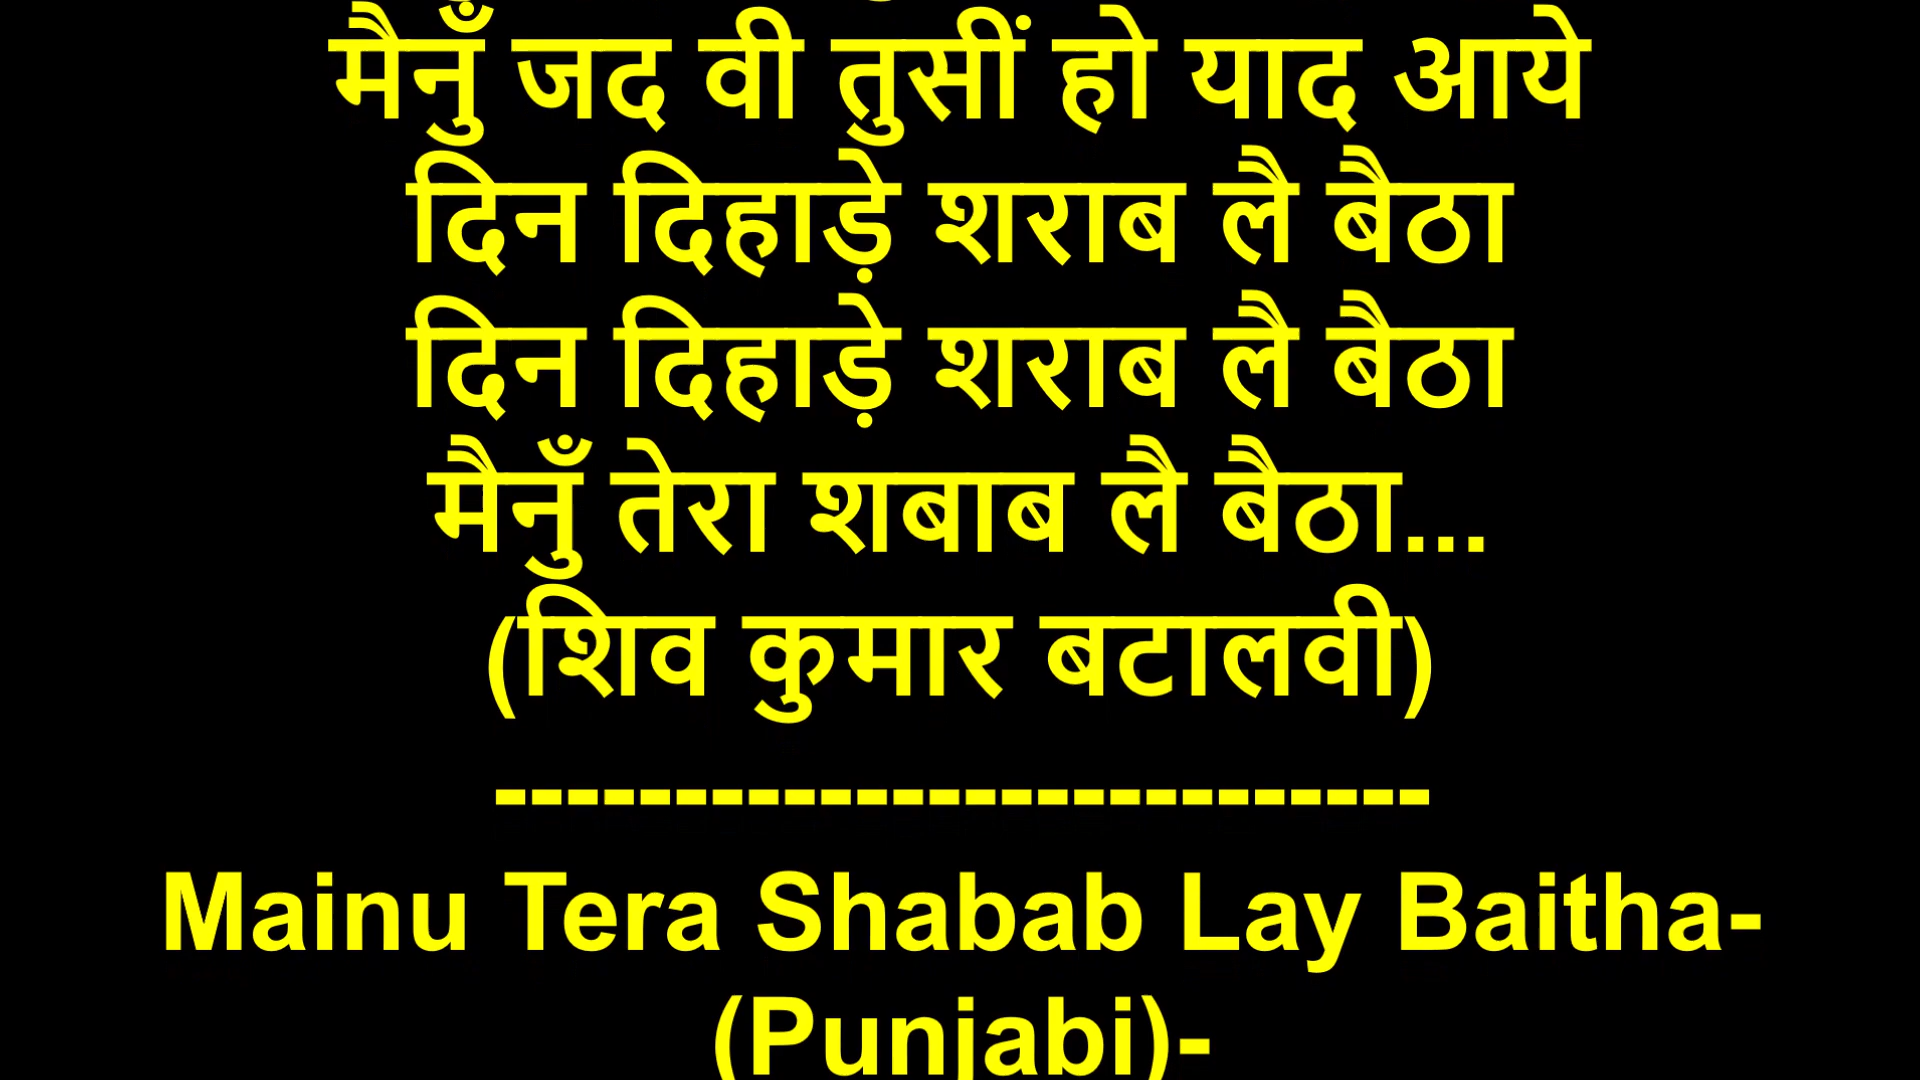 मैनुँ जद वी तुसीं हो याद आये
दिन दिहाड़े शराब लै बैठा
दिन दिहाड़े शराब लै बैठा
मैनुँ तेरा शबाब लै बैठा...
(शिव कुमार बटालवी)
--------------------------
Mainu Tera Shabab Lay Baitha-
(Punjabi)-